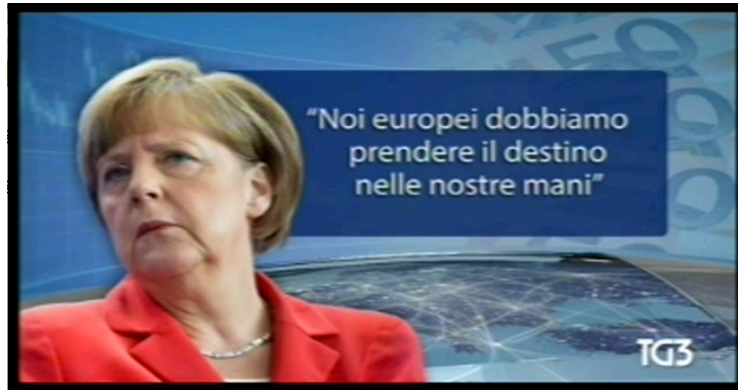 “Noi europei dobbiamo
prendere il destino
nelle nostre mani”
TG3